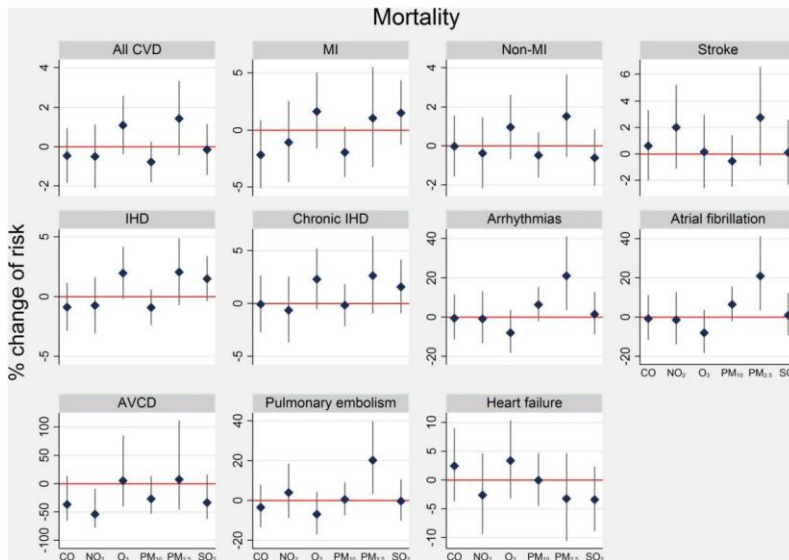 Mortality
All CVD MI Non-MI Stroke
4 2 0 -2
5 0 -5
4 2 0 -2
6 4 2 0 -2
IHD Chronic IHD Arrhythmias Atrial fibrillation
5 0 -5
5 0 -5
40 20 0 20
40 20 0 20
% change of risk
CO NO₂ O₃ PM₁₀ PM₂.₅
AVCD Pulmonary embolism Heart failure
100 50 0 -50 -100
40 20 0 -20
10 5 0 -5 -10
CO NO₂ O₃ PM₁₀ PM₂.₅ SO₂
CO NO₂ O₃ PM₁₀ PM₂.₅ SO₂
CO NO₂ O₃ PM₁₀ PM₂.₅ SO₂